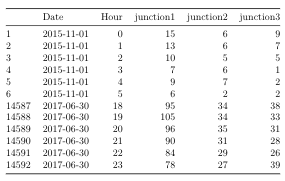 Date Hour junction1 junction2 junction3
1 2015-11-01 0 15 6 9
2 2015-11-01 1 13 6 7
3 2015-11-01 2 10 5 5
4 2015-11-01 3 7 6 1
5 2015-11-01 4 9 7 2
6 2015-11-01 5 6 2 2
14587 2017-06-30 18 95 34 38
14588 2017-06-30 19 105 34 33
14589 2017-06-30 20 96 35 31
14590 2017-06-30 21 90 31 28
14591 2017-06-30 22 84 29 26
14592 2017-06-30 23 78 27 39